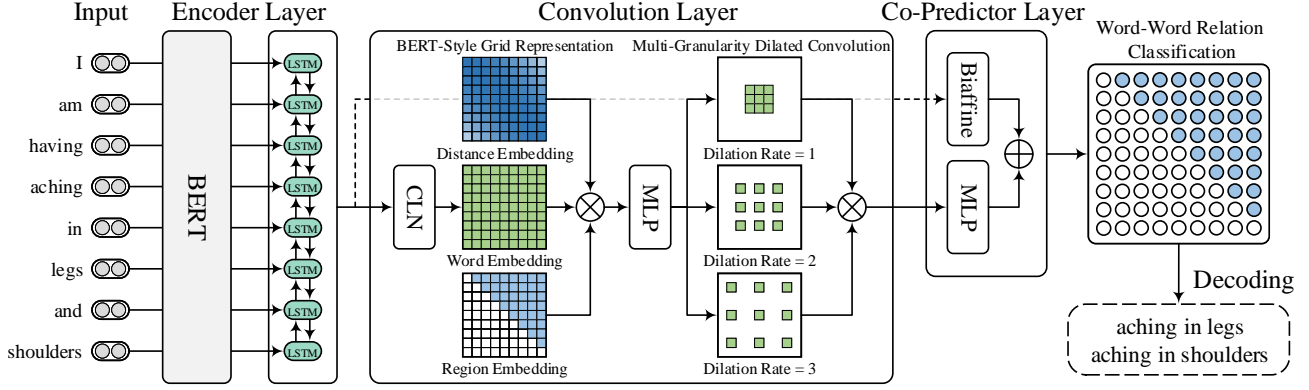 Input
Encoder Layer
Convolution Layer
Co-Predictor Layer
Word-Word Relation
Classification
I
am
having
aching
in
legs
and
shoulders
BERT
LSTM
LSTM
LSTM
LSTM
LSTM
LSTM
LSTM
LSTM
BERT-Style Grid Representation
Distance Embedding
CLN
Word Embedding
Region Embedding
MLP
Multi-Granularity Dilated Convolution
Dilation Rate = 1
Dilation Rate = 2
Dilation Rate = 3
Biaffine
MLP
Decoding
aching in legs
aching in shoulders